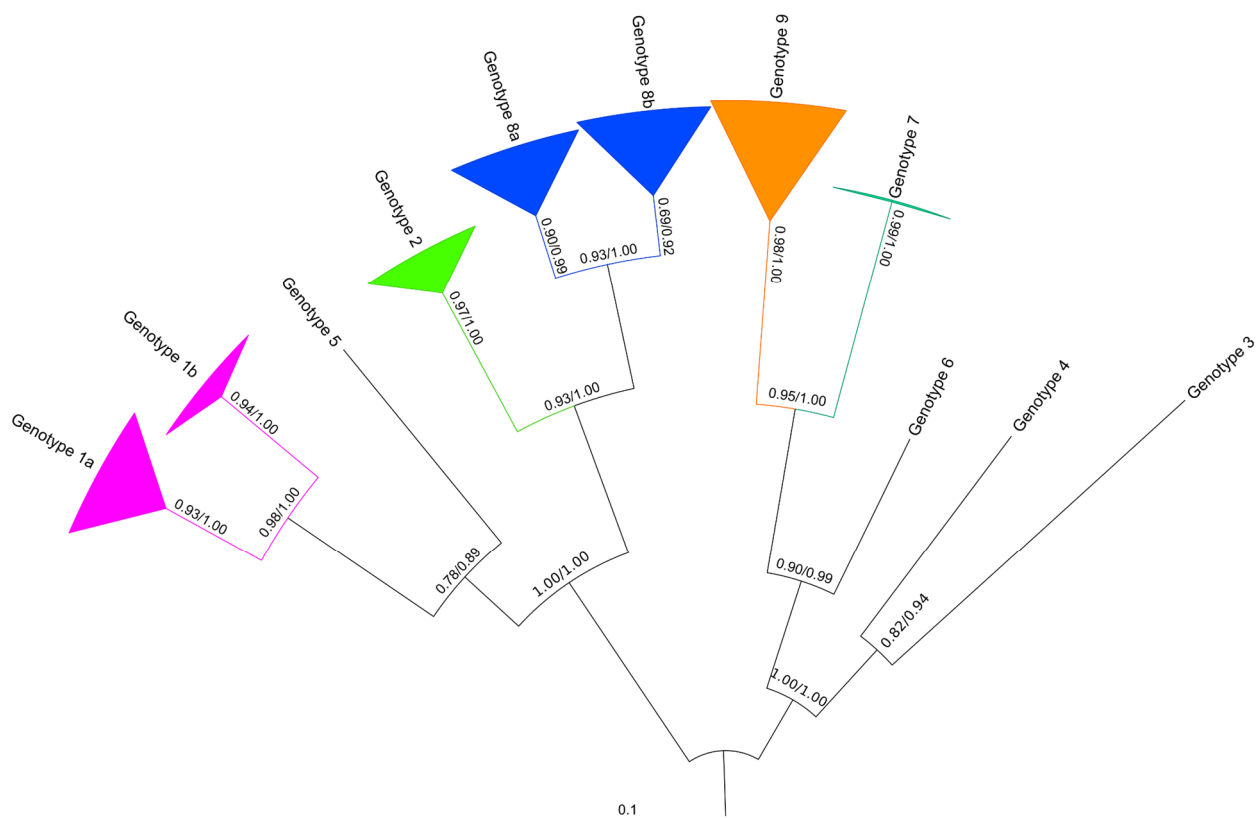 Genotype 9
Genotype 8b
Genotype 8a
Genotype 7
Genotype 2
Genotype 5
Genotype 1b
Genotype 1a
Genotype 6
Genotype 4
Genotype 3
0.90/0.99
0.93/1.00
0.69/0.92
0.98/1.00
0.99/1.00
0.97/1.00
0.93/1.00
0.95/1.00
0.94/1.00
0.93/1.00
0.98/1.00
0.78/0.89
1.00/1.00
0.90/0.99
0.82/0.94
1.00/1.00
0.1